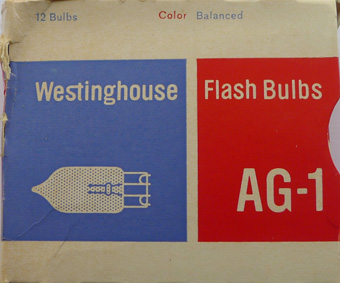 12 Bulbs Color Balanced
Westinghouse Flash Bulbs
AG-1